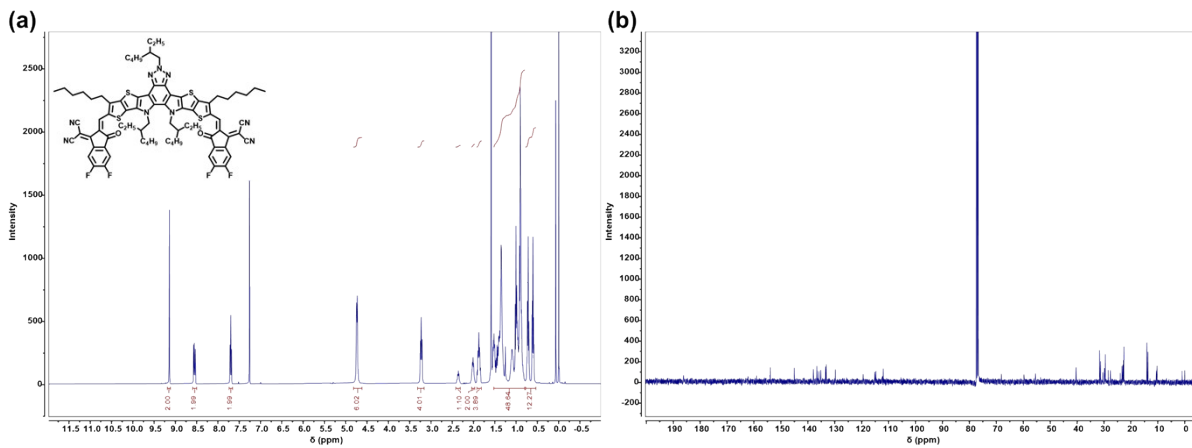 (a)
(b)
Intensity
2500
2000
1500
1000
500
0
C₂H₅
C₄H₉
N
N
N
S
S
S
S
N
N
C₂H₅
C₂H₅
C₄H₉
C₄H₉
CN
NC
O
O
CN
CN
F
F
F
F
2.00
1.99
1.99
6.02
4.01
1.10
2.00
3.89
48.64
12.27
11.5 11.0 10.5 10.0 9.5 9.0 8.5 8.0 7.5 7.0 6.5 6.0 5.5 5.0 4.5 4.0 3.5 3.0 2.5 2.0 1.5 1.0 0.5 0.0 -0.5
δ (ppm)
Intensity
3200
3000
2800
2600
2400
2200
2000
1800
1600
1400
1200
1000
800
600
400
200
0
-200
190 180 170 160 150 140 130 120 110 100 90 80 70 60 50 40 30 20 10 0
δ (ppm)